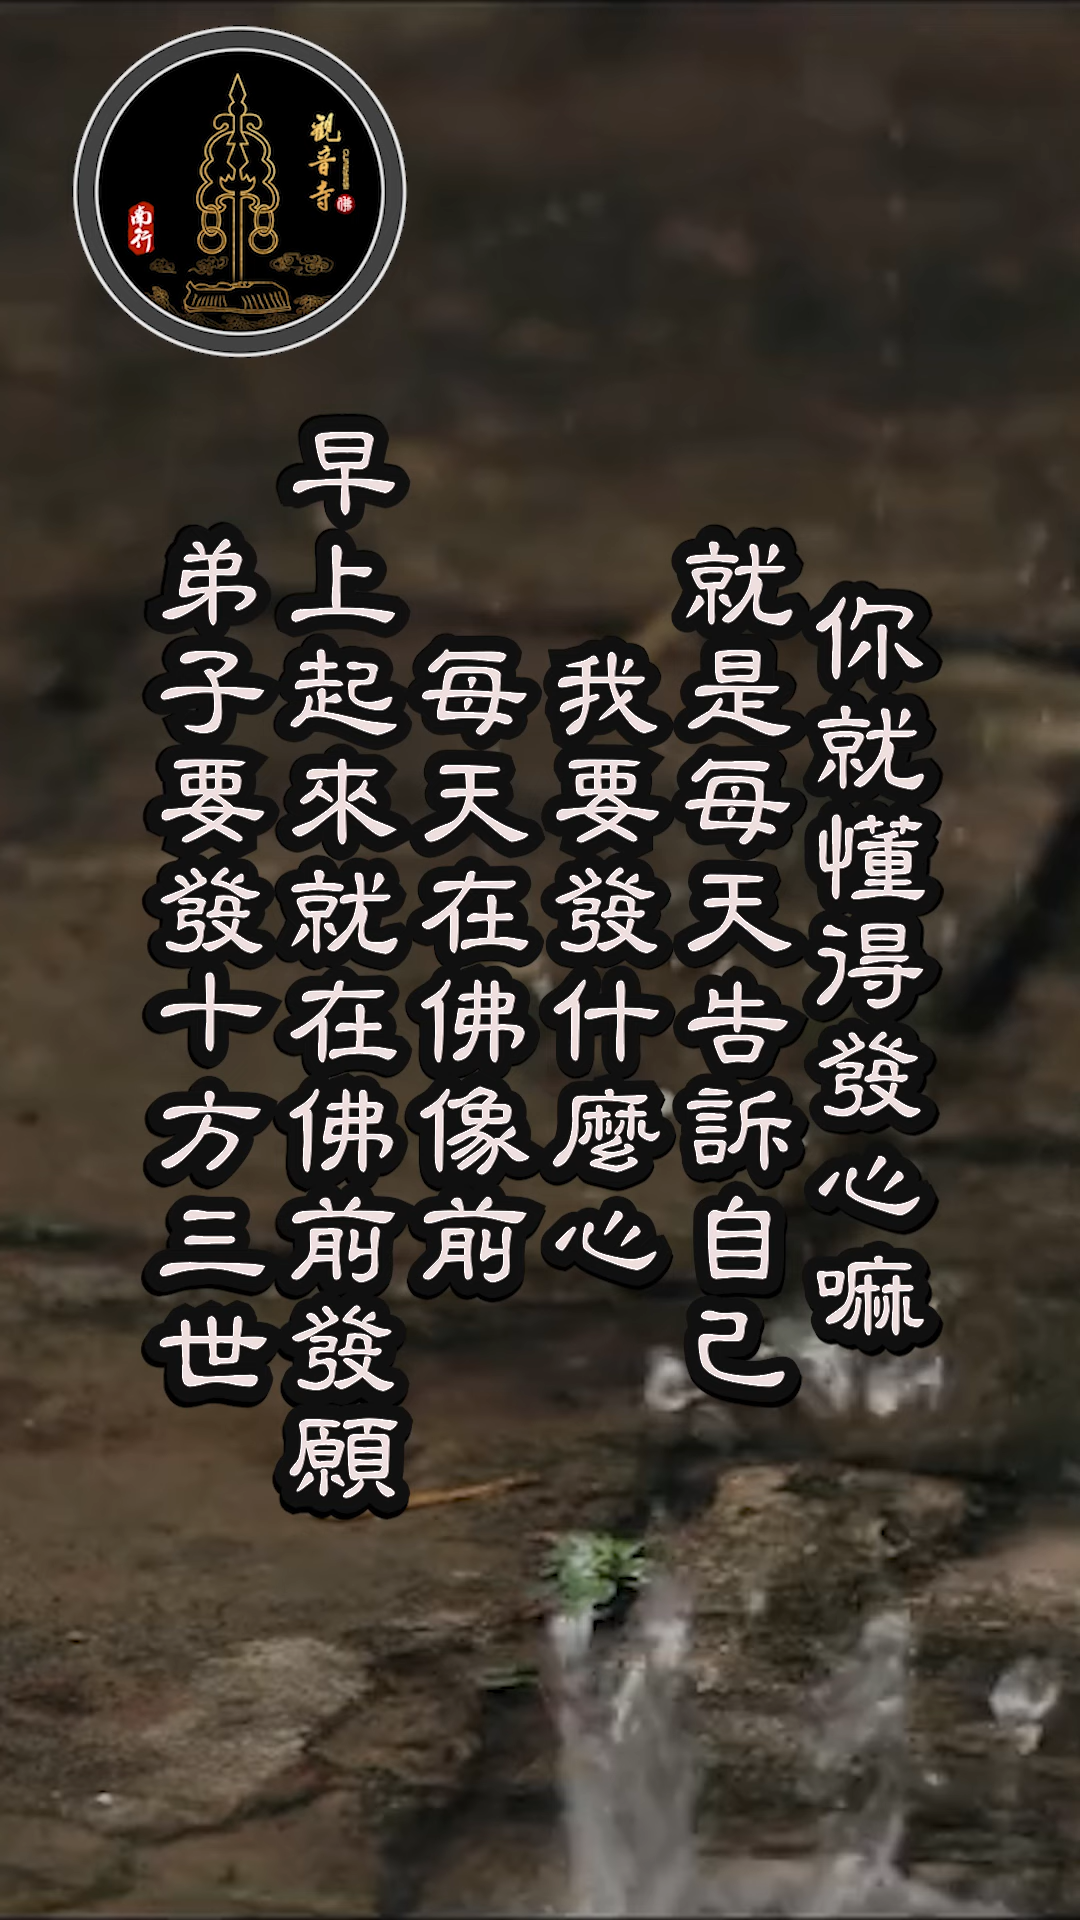 觀音寺
南行
你就懂得發心嘛
就是每天告訴自己
我要發什麼心
每天在佛像前
早上起來就在佛前發願
弟子要發十方三世